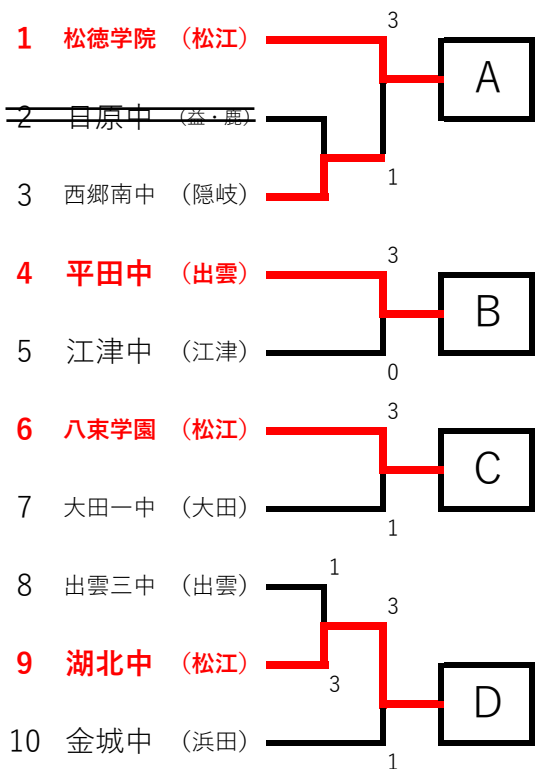 3
1 松徳学院 （松江）
A
2 日原中 （益・鹿）
1
3 西郷南中 （隠岐）
3
4 平田中 （出雲）
B
5 江津中 （江津）
0
3
6 八束学園 （松江）
C
7 大田一中 （大田）
1
1
8 出雲三中 （出雲）
3
9 湖北中 （松江）
3
D
10 金城中 （浜田）
1